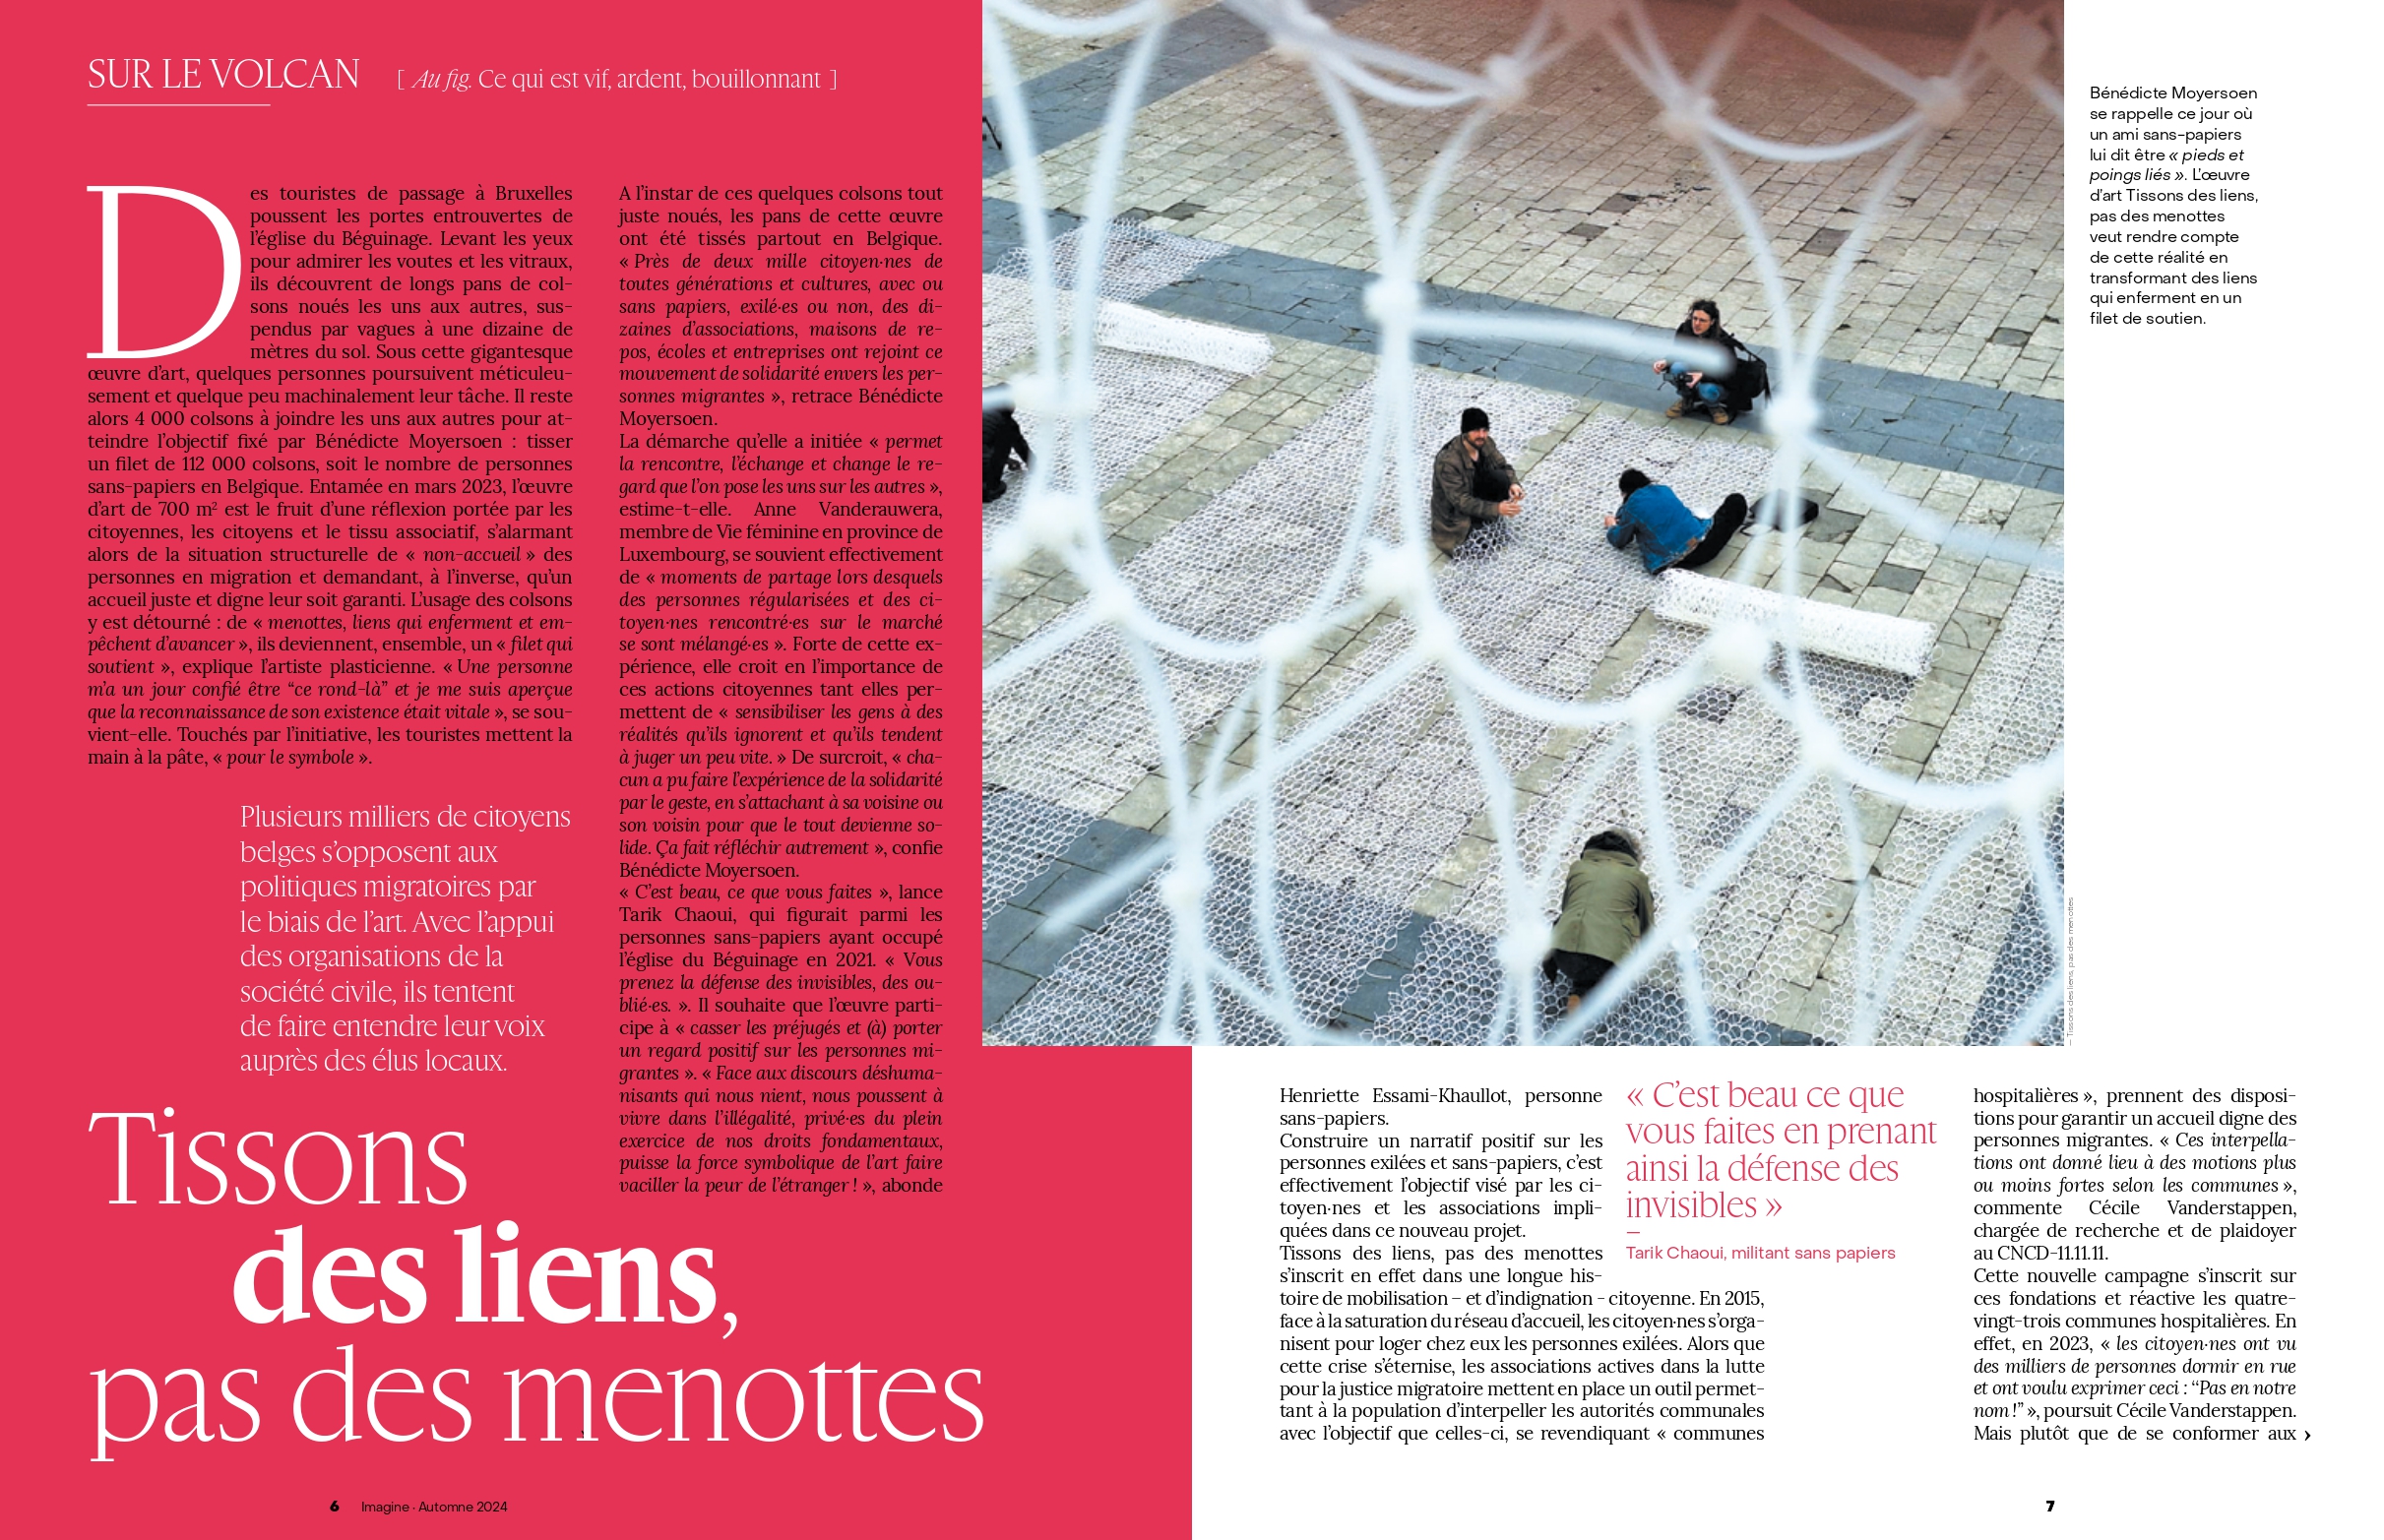 SUR LE VOLCAN [ Au fig. Ce qui est vif, ardent, bouillonnant ]
Des touristes de passage à Bruxelles
poussent les portes entrouvertes de
l’église du Béguinage. Levant les yeux
pour admirer les voutes et les vitraux,
ils découvrent de longs pans de col-
sons noués les uns aux autres, sus-
pendus par vagues à une dizaine de
mètres du sol. Sous cette gigantesque
œuvre d’art, quelques personnes poursuivent méticuleu-
sement et quelque peu machinalement leur tâche. Il reste
alors 4 000 colsons à joindre les uns aux autres pour at-
teindre l’objectif fixé par Bénédicte Moyersoen : tisser
un filet de 112 000 colsons, soit le nombre de personnes
sans-papiers en Belgique. Entamée en mars 2023, l’œuvre
d’art de 700 m² est le fruit d’une réflexion portée par les
citoyennes, les citoyens et le tissu associatif, s’alarmant
alors de la situation structurelle de « non-accueil » des
personnes en migration et demandant, à l’inverse, qu’un
accueil juste et digne leur soit garanti. L’usage des colsons
y est détourné : de « menottes, liens qui enferment et em-
pêchent d’avancer », ils deviennent, ensemble, un « filet qui
soutient », explique l’artiste plasticienne. « Une personne
m’a un jour confié être “ce rond-là” et je me suis aperçue
que la reconnaissance de son existence était vitale », se sou-
vient-elle. Touchés par l’initiative, les touristes mettent la
main à la pâte, « pour le symbole ».
Plusieurs milliers de citoyens
belges s’opposent aux
politiques migratoires par
le biais de l’art. Avec l’appui
des organisations de la
société civile, ils tentent
de faire entendre leur voix
auprès des élus locaux.
Tissons
des liens,
pas des menottes
A l’instar de ces quelques colsons tout
juste noués, les pans de cette œuvre
ont été tissés partout en Belgique.
« Près de deux mille citoyen·nes de
toutes générations et cultures, avec ou
sans papiers, exilé·es ou non, des di-
zaines d’associations, maisons de re-
pos, écoles et entreprises ont rejoint ce
mouvement de solidarité envers les per-
sonnes migrantes », retrace Bénédicte
Moyersoen.
La démarche qu’elle a initiée « permet
la rencontre, l’échange et change le re-
gard que l’on pose les uns sur les autres »,
estime-t-elle. Anne Vanderauwera,
membre de Vie féminine en province de
Luxembourg, se souvient effectivement
de « moments de partage lors desquels
des personnes régularisées et des ci-
toyen·nes rencontré·es sur le marché
se sont mélangé·es ». Forte de cette ex-
périence, elle croit en l’importance de
ces actions citoyennes tant elles per-
mettent de « sensibiliser les gens à des
réalités qu’ils ignorent et qu’ils tendent
à juger un peu vite. » De surcroit, « cha-
cun a pu faire l’expérience de la solidarité
par le geste, en s’attachant à sa voisine ou
son voisin pour que le tout devienne so-
lide. Ça fait réfléchir autrement », confie
Bénédicte Moyersoen.
« C’est beau, ce que vous faites », lance
Tarik Chaoui, qui figurait parmi les
personnes sans-papiers ayant occupé
l’église du Béguinage en 2021. « Vous
prenez la défense des invisibles, des ou-
blié·es. ». Il souhaite que l’œuvre parti-
cipe à « casser les préjugés et (à) porter
un regard positif sur les personnes mi-
grantes ». « Face aux discours déshuma-
nisants qui nous nient, nous poussent à
vivre dans l’illégalité, privé·es du plein
exercice de nos droits fondamentaux,
puisse la force symbolique de l’art faire
vaciller la peur de l’étranger ! », abonde
6 Imagine · Automne 2024
Bénédicte Moyersoen
se rappelle ce jour où
un ami sans-papiers
lui dit être « pieds et
poings liés ». L’œuvre
d’art Tissons des liens,
pas des menottes
veut rendre compte
de cette réalité en
transformant des liens
qui enferment en un
filet de soutien.
— Tissons des liens, pas des menottes
Henriette Essami-Khaullot, personne
sans-papiers.
Construire un narratif positif sur les
personnes exilées et sans-papiers, c’est
effectivement l’objectif visé par les ci-
toyen·nes et les associations impli-
quées dans ce nouveau projet.
Tissons des liens, pas des menottes
s’inscrit en effet dans une longue his-
toire de mobilisation – et d’indignation - citoyenne. En 2015,
face à la saturation du réseau d’accueil, les citoyen·nes s’orga-
nisent pour loger chez eux les personnes exilées. Alors que
cette crise s’éternise, les associations actives dans la lutte
pour la justice migratoire mettent en place un outil permet-
tant à la population d’interpeller les autorités communales
avec l’objectif que celles-ci, se revendiquant « communes
« C’est beau ce que
vous faites en prenant
ainsi la défense des
invisibles »
—
Tarik Chaoui, militant sans papiers
hospitalières », prennent des disposi-
tions pour garantir un accueil digne des
personnes migrantes. « Ces interpella-
tions ont donné lieu à des motions plus
ou moins fortes selon les communes »,
commente Cécile Vanderstappen,
chargée de recherche et de plaidoyer
au CNCD-11.11.11.
Cette nouvelle campagne s’inscrit sur
ces fondations et réactive les quatre-
vingt-trois communes hospitalières. En
effet, en 2023, « les citoyen·nes ont vu
des milliers de personnes dormir en rue
et ont voulu exprimer ceci : “Pas en notre
nom !” », poursuit Cécile Vanderstappen.
Mais plutôt que de se conformer aux ›
7